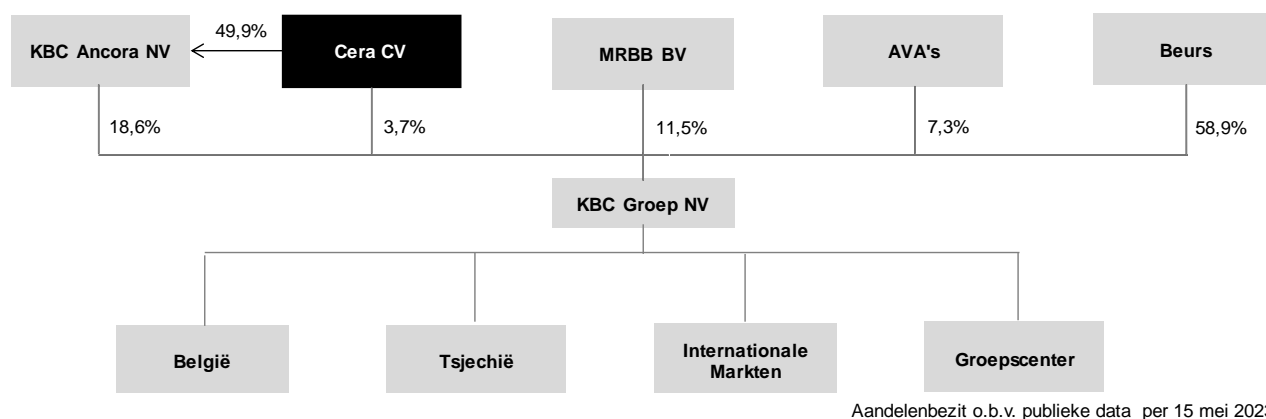 49,9%
KBC Ancora NV
Cera CV
MRBB BV
AVA's
Beurs
18,6%
3,7%
11,5%
7,3%
58,9%
KBC Groep NV
België
Tsjechië
Internationale
Markten
Groepscenter
Aandelenbezit o.b.v. publieke data per 15 mei